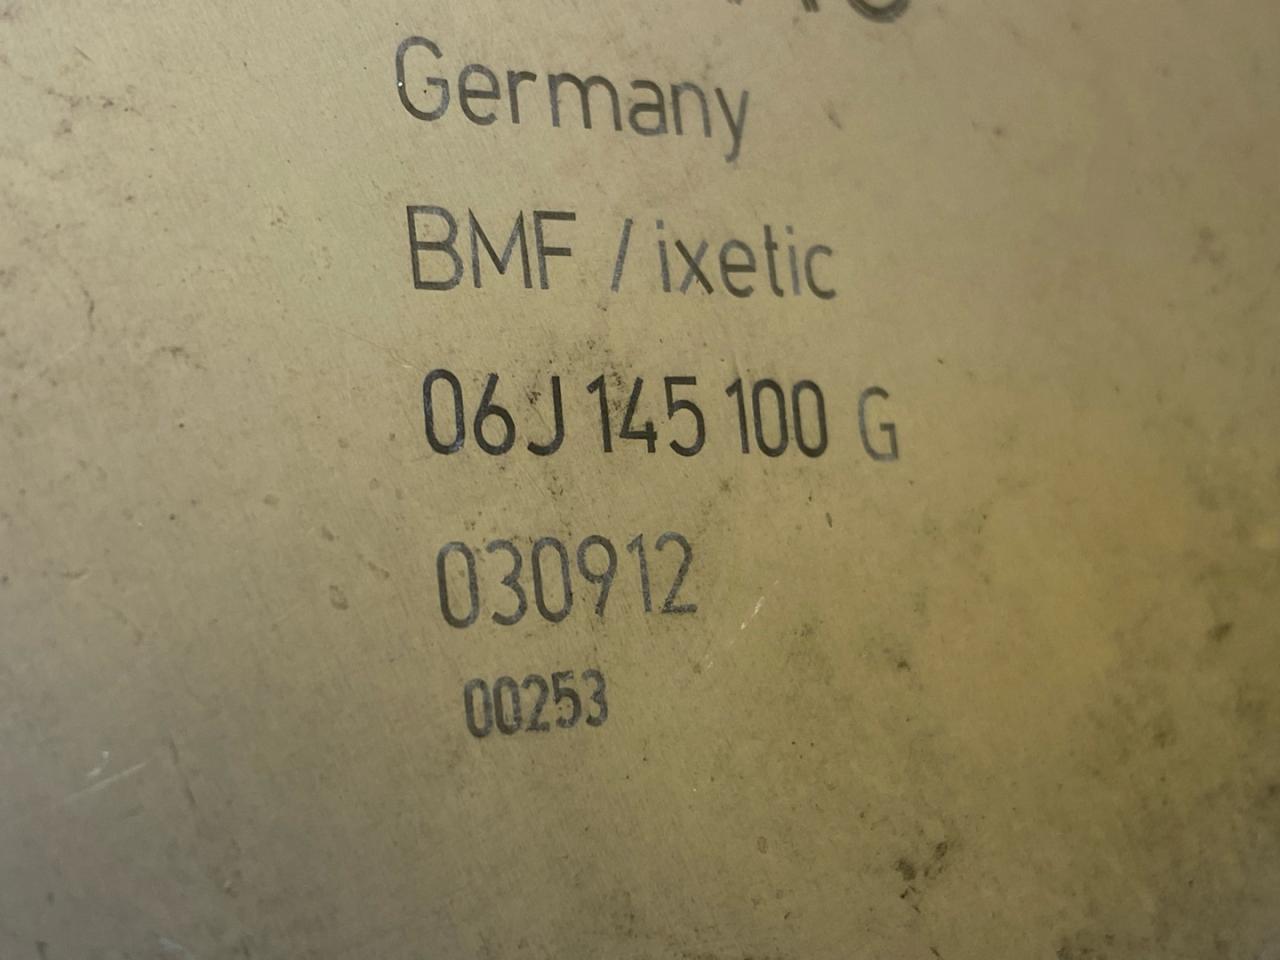 Germany
BMF / ixetic
06J 145 100 G
030912
00253